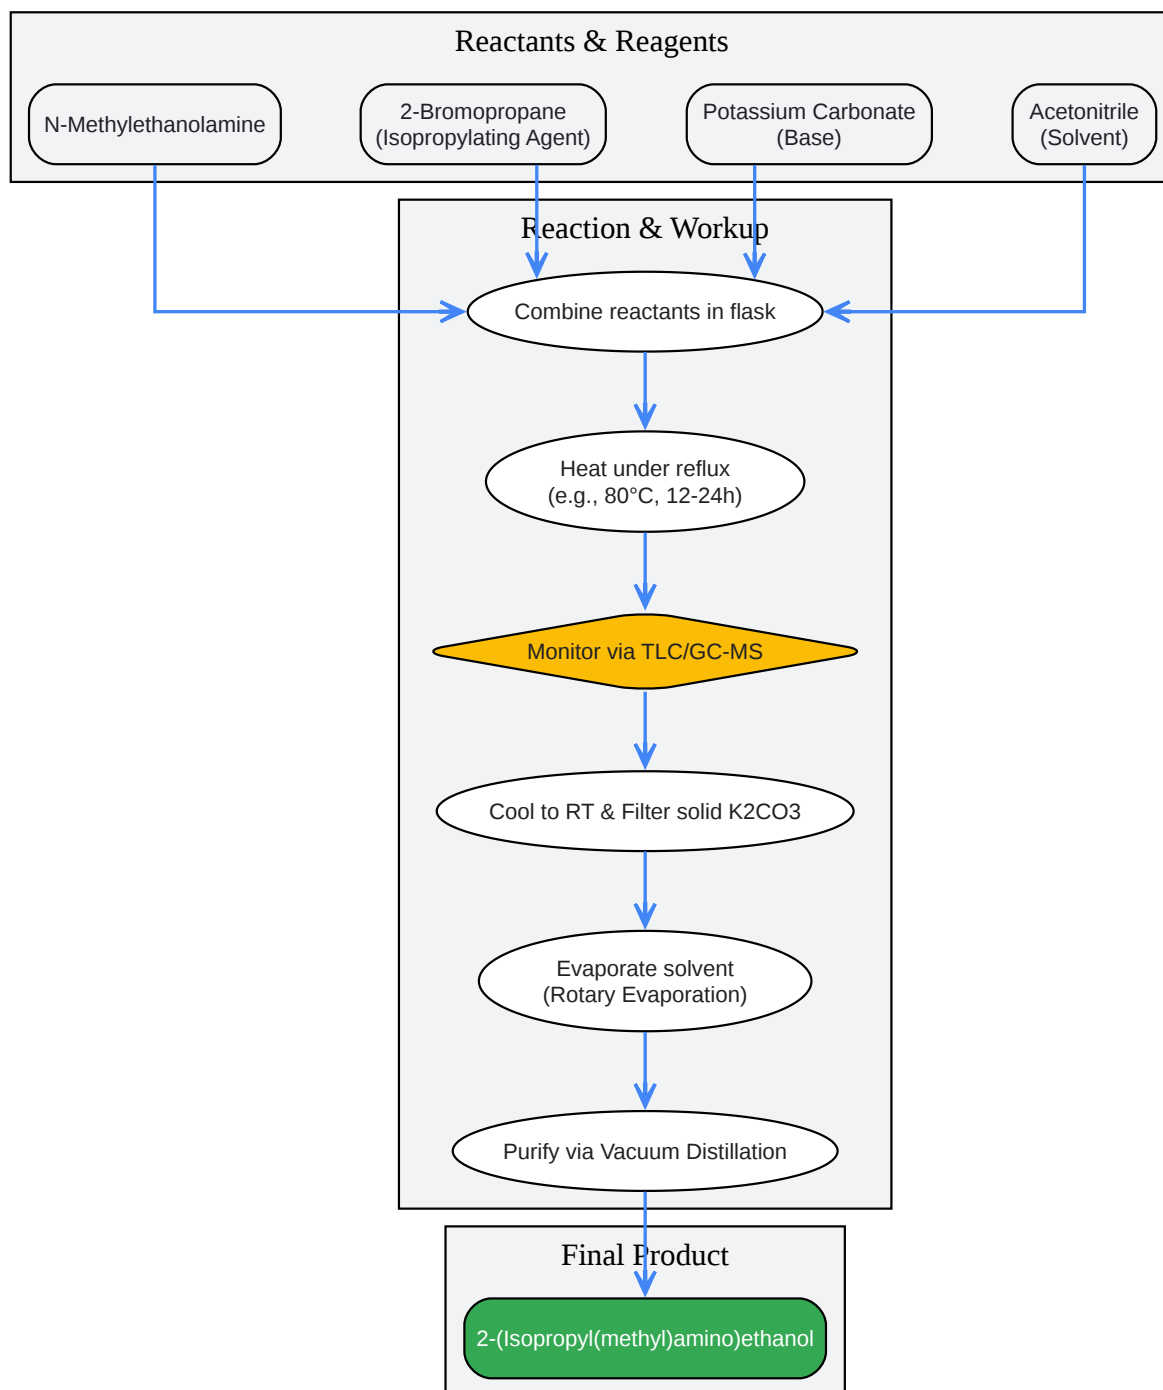 Reactants & Reagents
N-Methylethanolamine
2-Bromopropane
(Isopropylating Agent)
Potassium Carbonate
(Base)
Acetonitrile
(Solvent)
Reaction & Workup
Combine reactants in flask
Heat under reflux
(e.g., 80°C, 12-24h)
Monitor via TLC/GC-MS
Cool to RT & Filter solid K2CO3
Evaporate solvent
(Rotary Evaporation)
Purify via Vacuum Distillation
Final Product
2-(Isopropyl(methyl)amino)ethanol